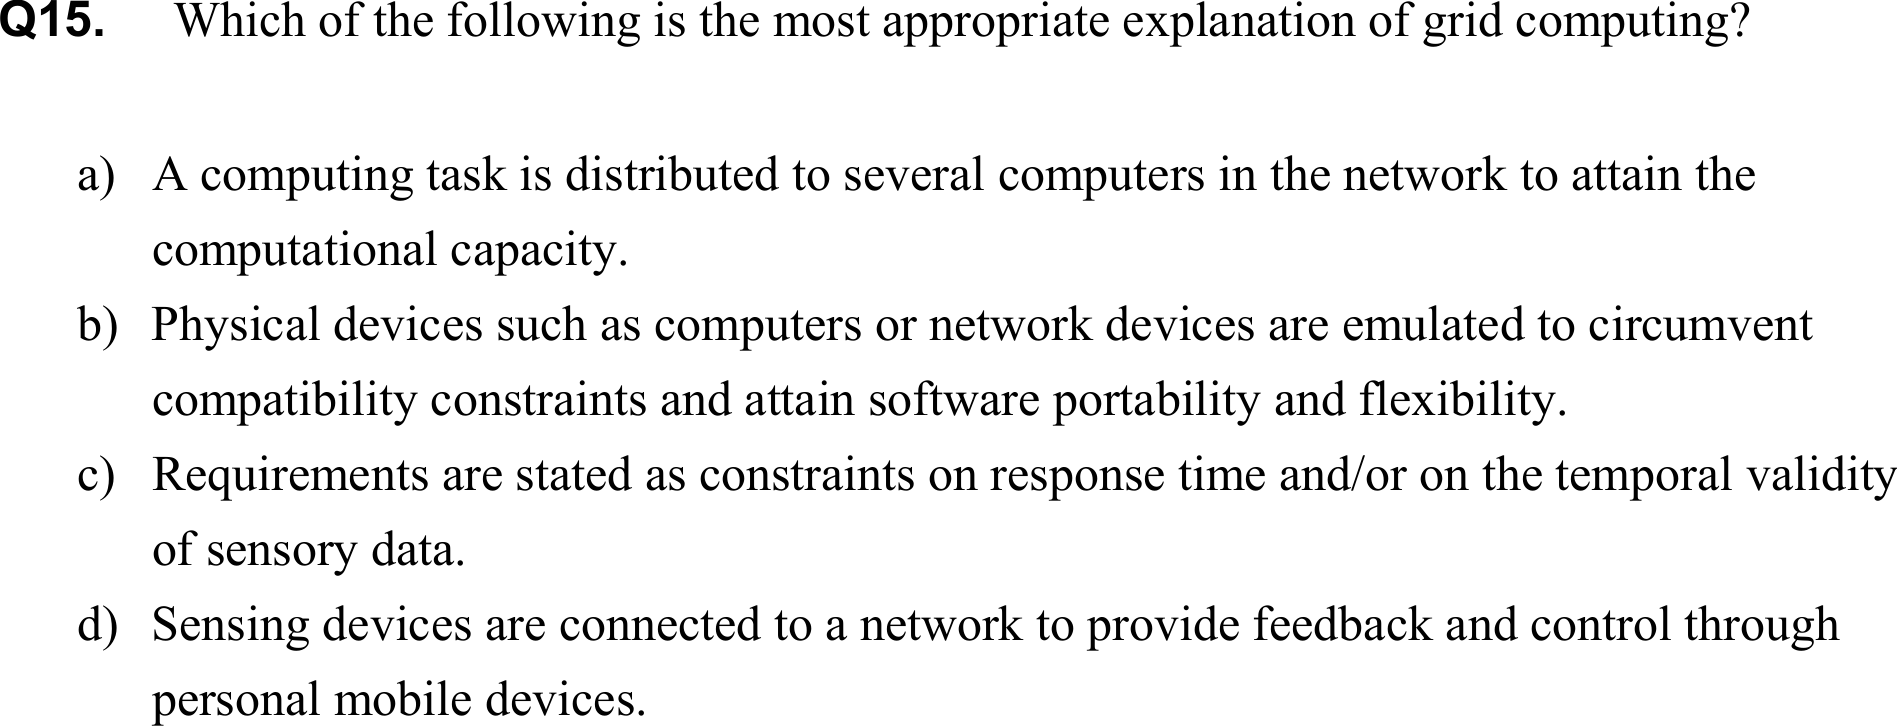 Q15. Which of the following is the most appropriate explanation of grid computing?
a) A computing task is distributed to several computers in the network to attain the
computational capacity.
b) Physical devices such as computers or network devices are emulated to circumvent
compatibility constraints and attain software portability and flexibility.
c) Requirements are stated as constraints on response time and/or on the temporal validity
of sensory data.
d) Sensing devices are connected to a network to provide feedback and control through
personal mobile devices.